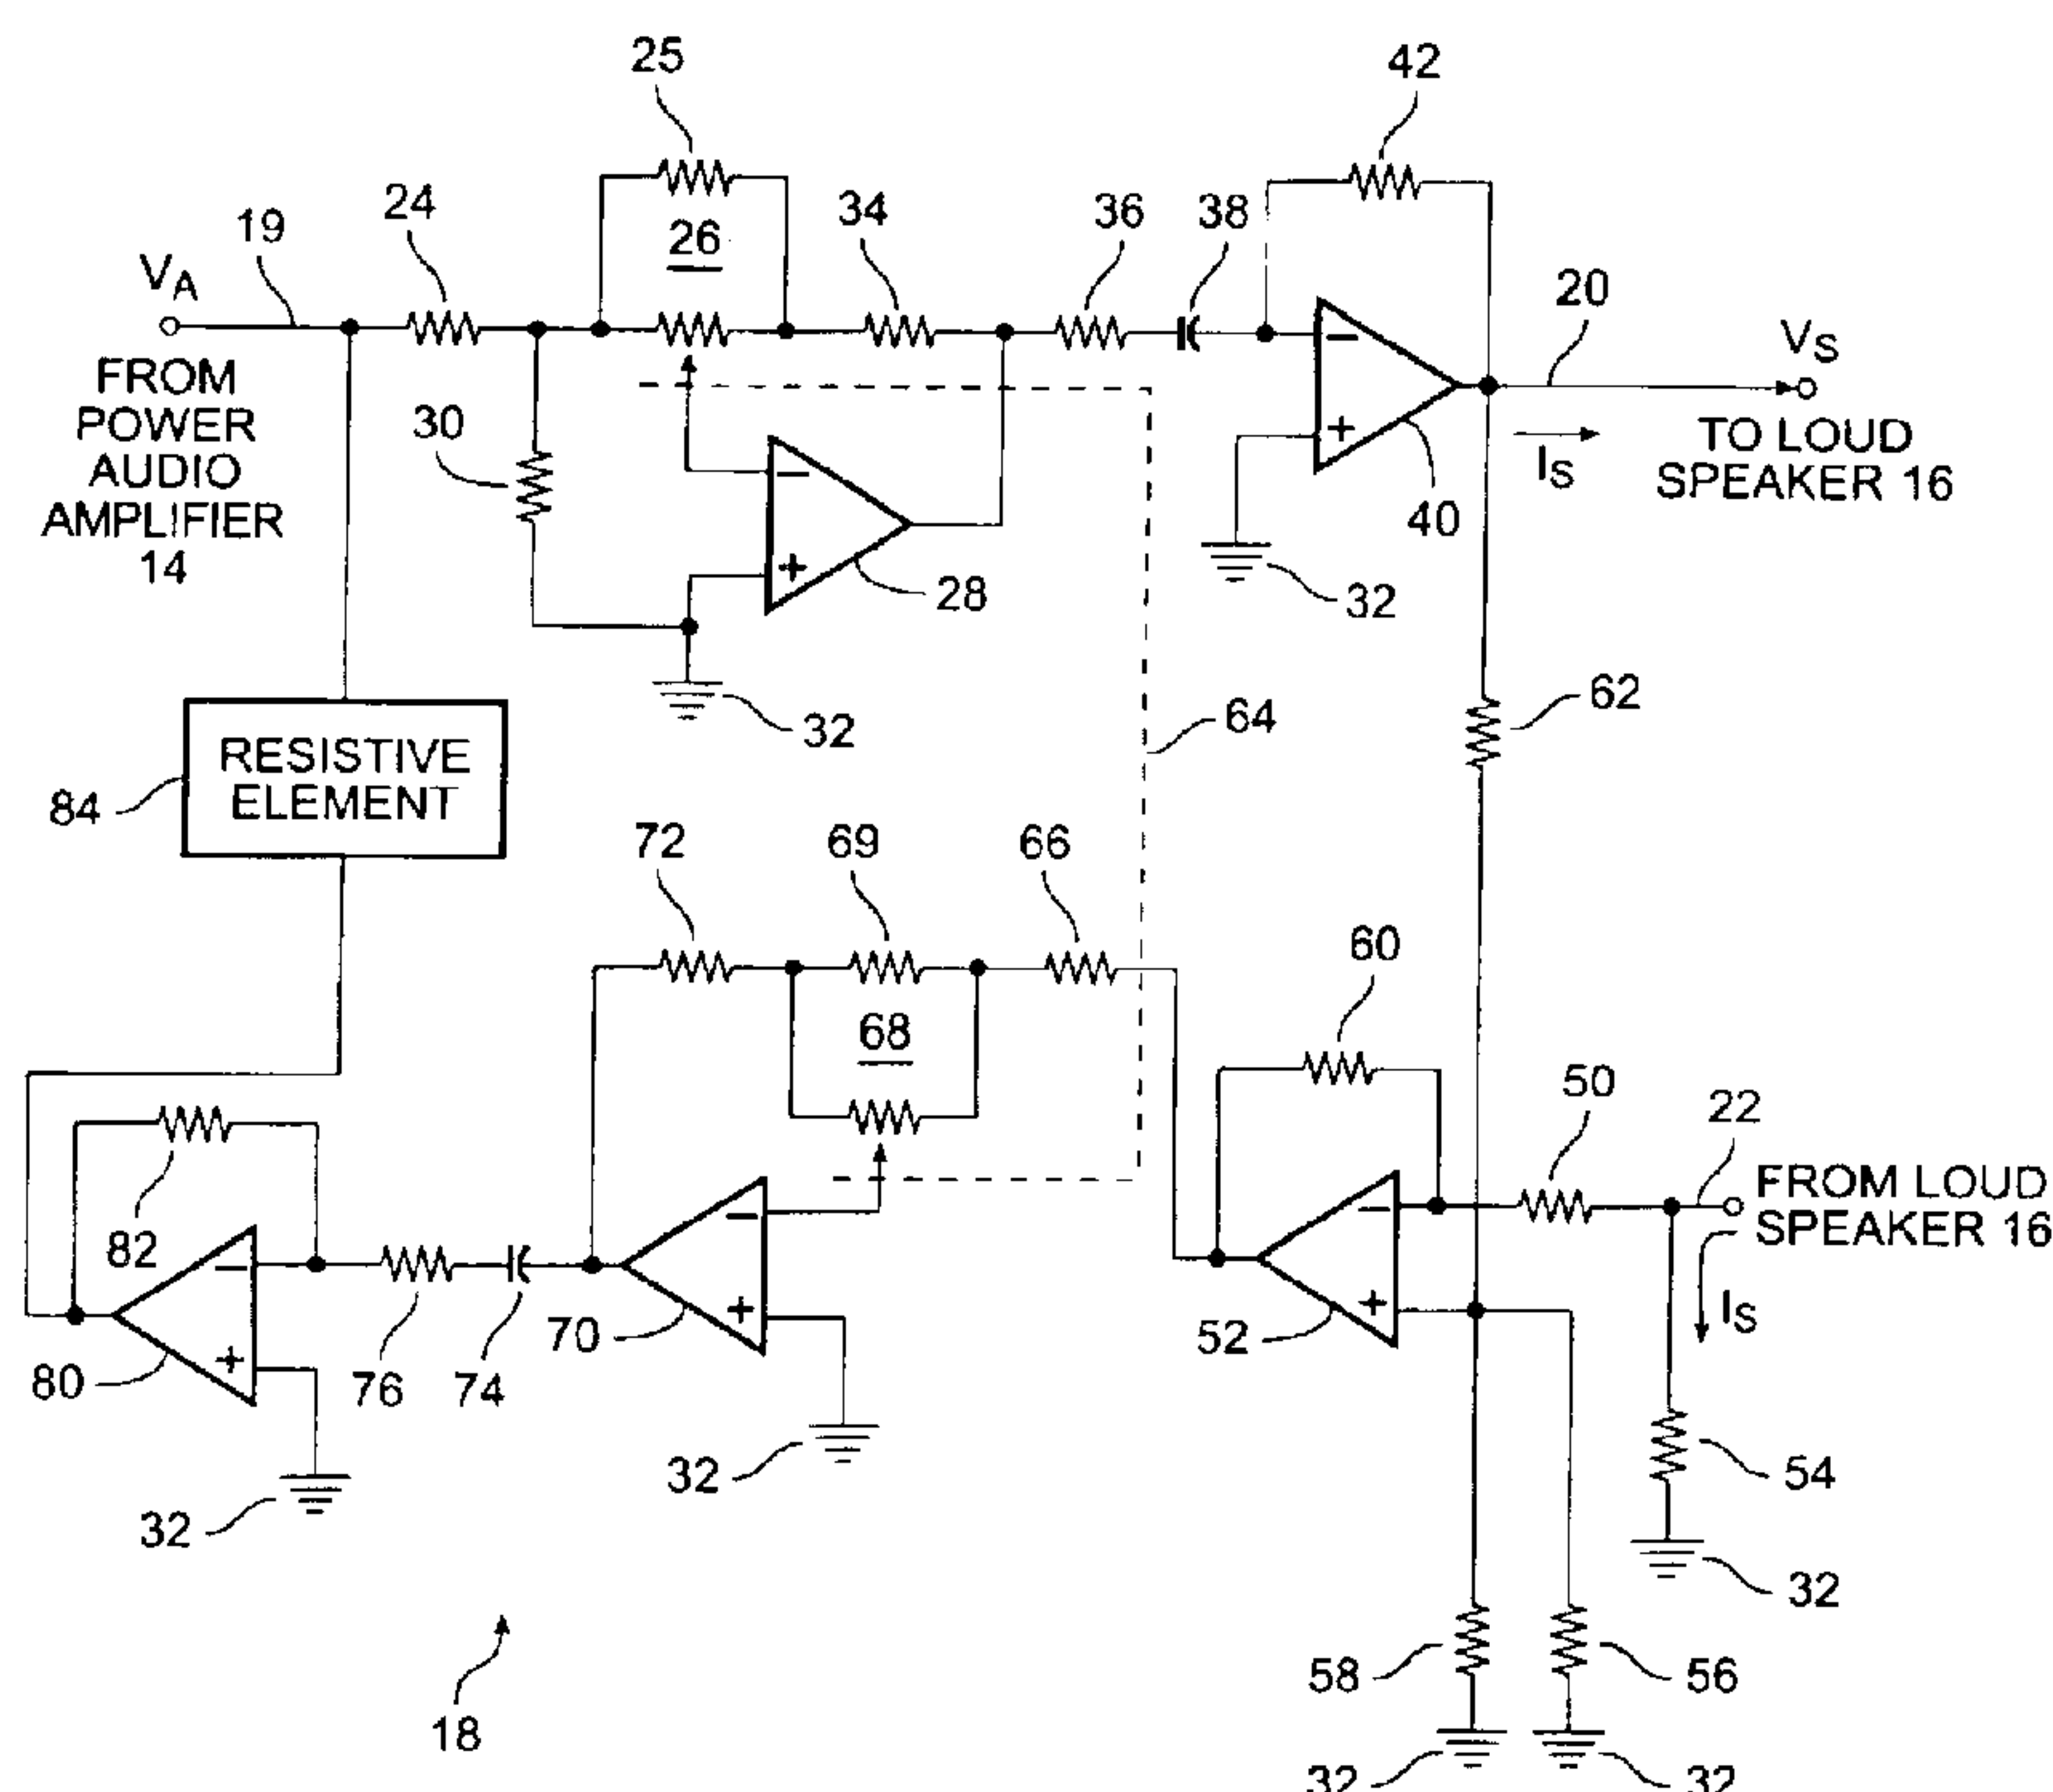 25
42
24
34
36
38
19
26
20
VA
VS
FROM
POWER
AUDIO
AMPLIFIER
14
30
IS
TO LOUD
SPEAKER 16
40
28
32
32
62
64
RESISTIVE
ELEMENT
84
72
69
66
60
68
50
22
FROM LOUD
SPEAKER 16
82
IS
52
70
80
76
74
54
32
32
32
58
56
18
32
32